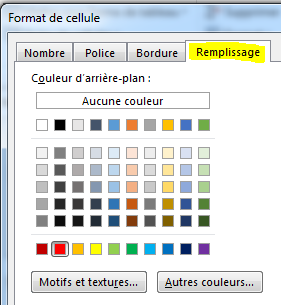 Format de cellule
Nombre Police Bordure Remplissage
Couleur d'arrière-plan :
Aucune couleur
Motifs et textures... Autres couleurs...